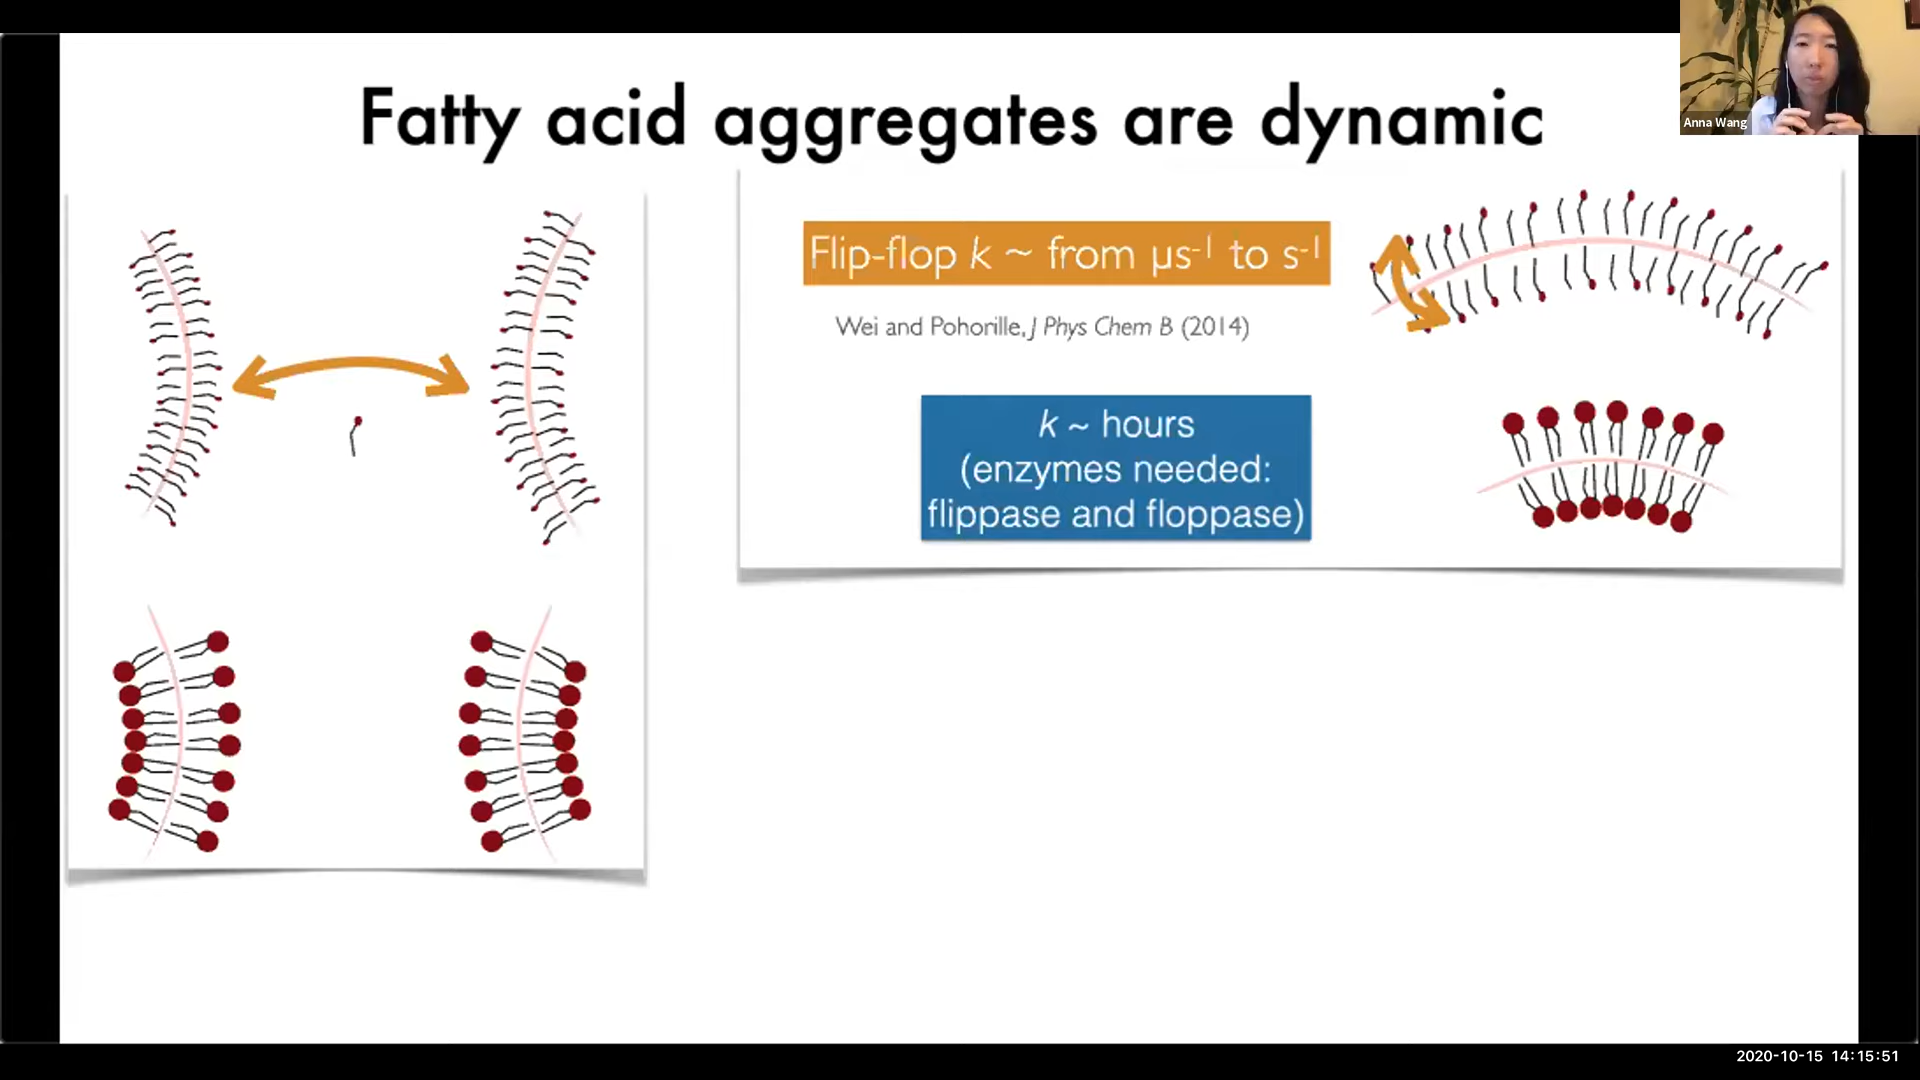 Fatty acid aggregates are dynamic
Anna Wang
Flip-flop k ~ from µs⁻¹ to s⁻¹
Wei and Pohorille, J Phys Chem B (2014)
k ~ hours
(enzymes needed:
flippase and floppase)
2020-10-15 14:15:51